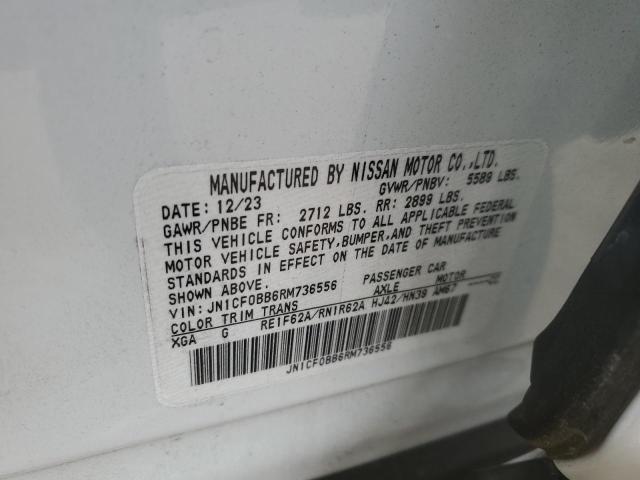 MANUFACTURED BY NISSAN MOTOR CO.,LTD.
DATE: 12/23 GVWR/PNBV: 5589 LBS.
GAWR/PNBE FR: 2712 LBS. RR: 2899 LBS.
THIS VEHICLE CONFORMS TO ALL APPLICABLE FEDERAL
MOTOR VEHICLE SAFETY,BUMPER,AND THEFT PREVENTION
STANDARDS IN EFFECT ON THE DATE OF MANUFACTURE
SHOWN ABOVE.
VIN: JN1CF0BB6RM736556 PASSENGER CAR
COLOR TRIM TRANS AXLE MOTOR
XGA G RE1F62A/RN1R62A HJ42/HN39 AM67
JN1CF0BB6RM736556